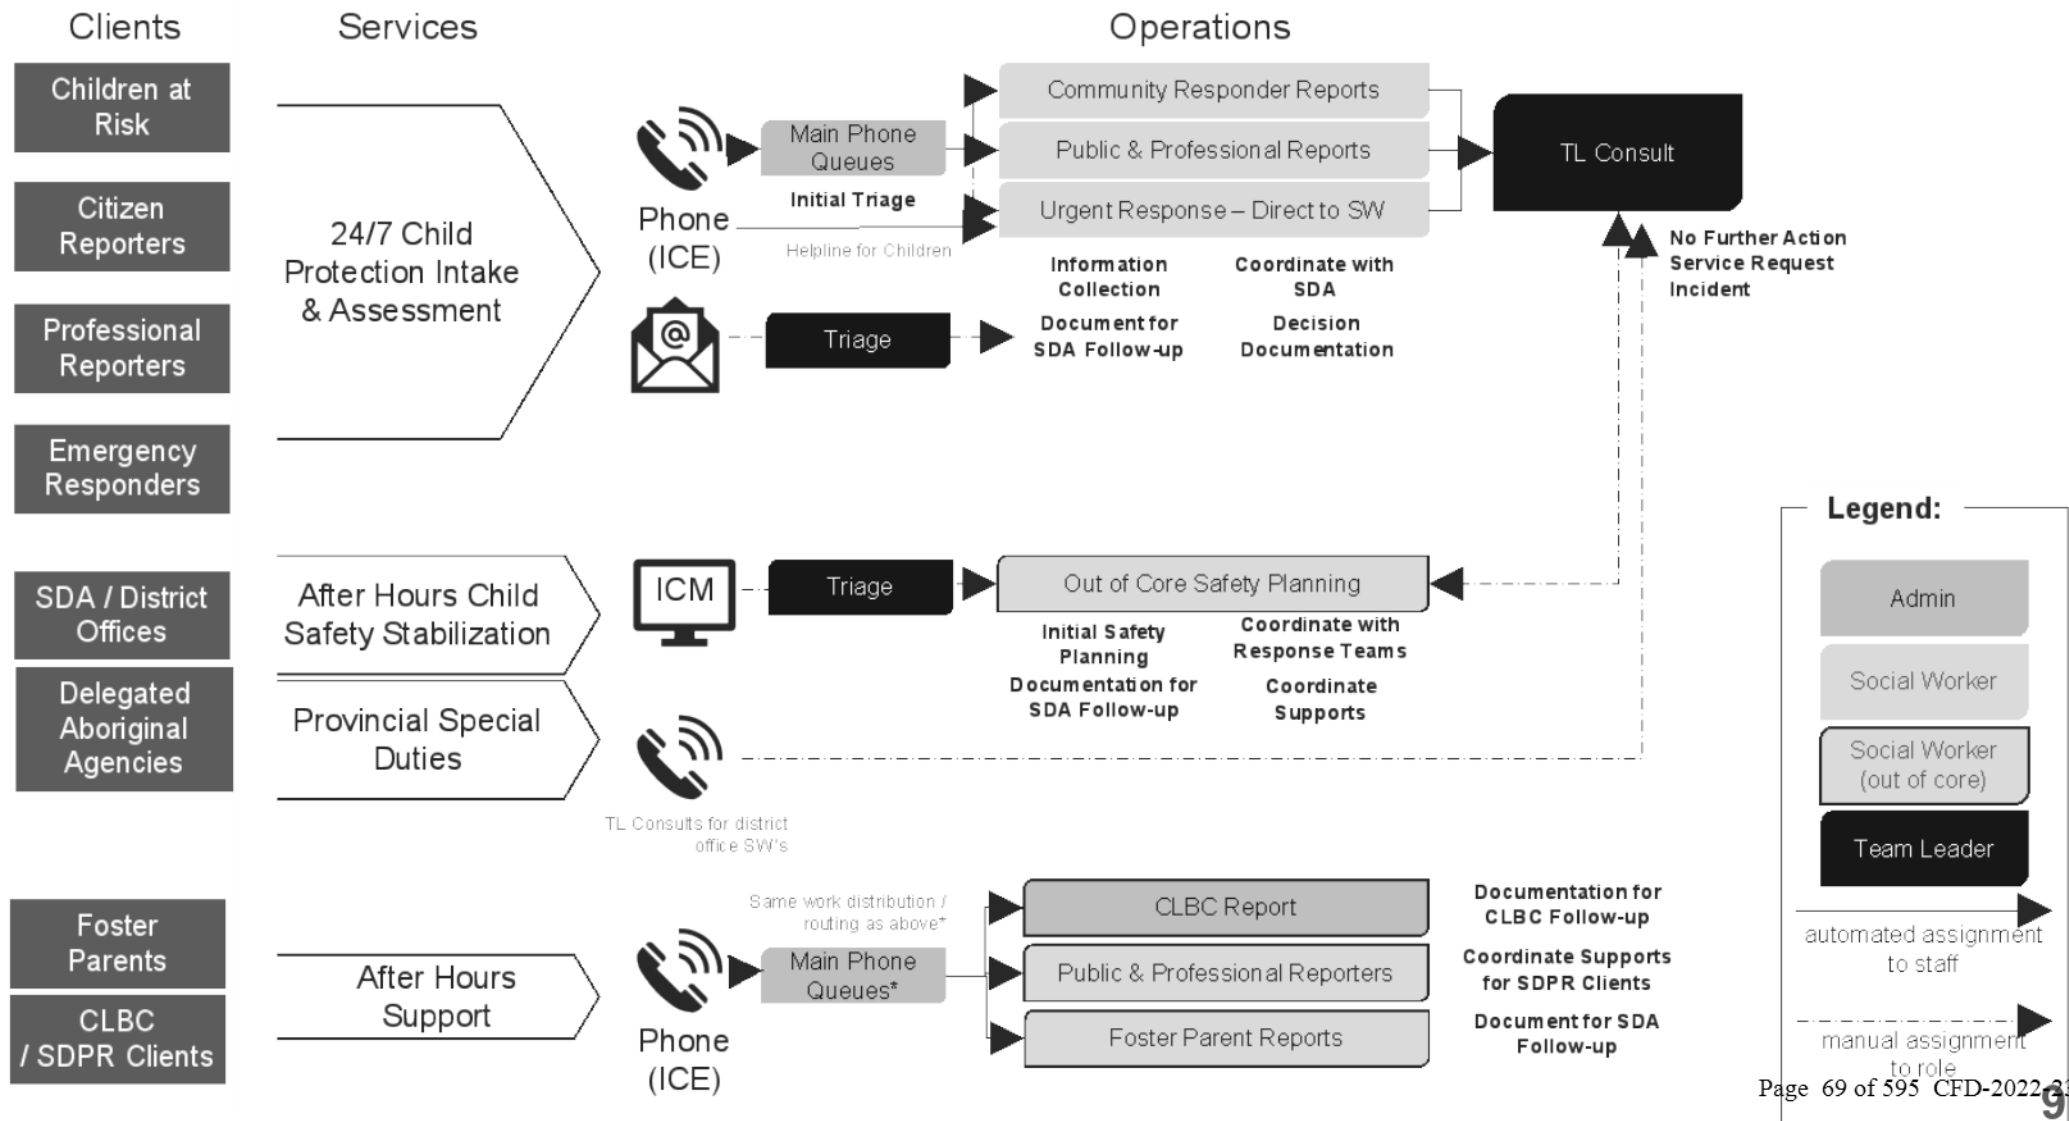 Clients
Services
Operations
Children at
Risk
Citizen
Reporters
Professional
Reporters
Emergency
Responders
SDA / District
Offices
Delegated
Aboriginal
Agencies
Foster
Parents
CLBC
/ SDPR Clients
24/7 Child
Protection Intake
& Assessment
After Hours Child
Safety Stabilization
Provincial Special
Duties
After Hours
Support
Phone
(ICE)
Main Phone
Queues
Initial Triage
Helpline for Children
Community Responder Reports
Public & Professional Reports
Urgent Response – Direct to SW
TL Consult
Information
Collection
Coordinate with
SDA
Document for
SDA Follow-up
Decision
Documentation
No Further Action
Service Request
Incident
@
Triage
ICM
Triage
Out of Core Safety Planning
Initial Safety
Planning
Coordinate with
Response Teams
Documentation for
SDA Follow-up
Coordinate
Supports
TL Consults for district
office SW's
Same work distribution /
routing as above*
Phone
(ICE)
Main Phone
Queues*
CLBC Report
Public & Professional Reporters
Foster Parent Reports
Documentation for
CLBC Follow-up
Coordinate Supports
for SDPR Clients
Document for SDA
Follow-up
Legend:
Admin
Social Worker
Social Worker
(out of core)
Team Leader
automated assignment
to staff
manual assignment
to role
Page 69 of 595 CFD-2022-23
9